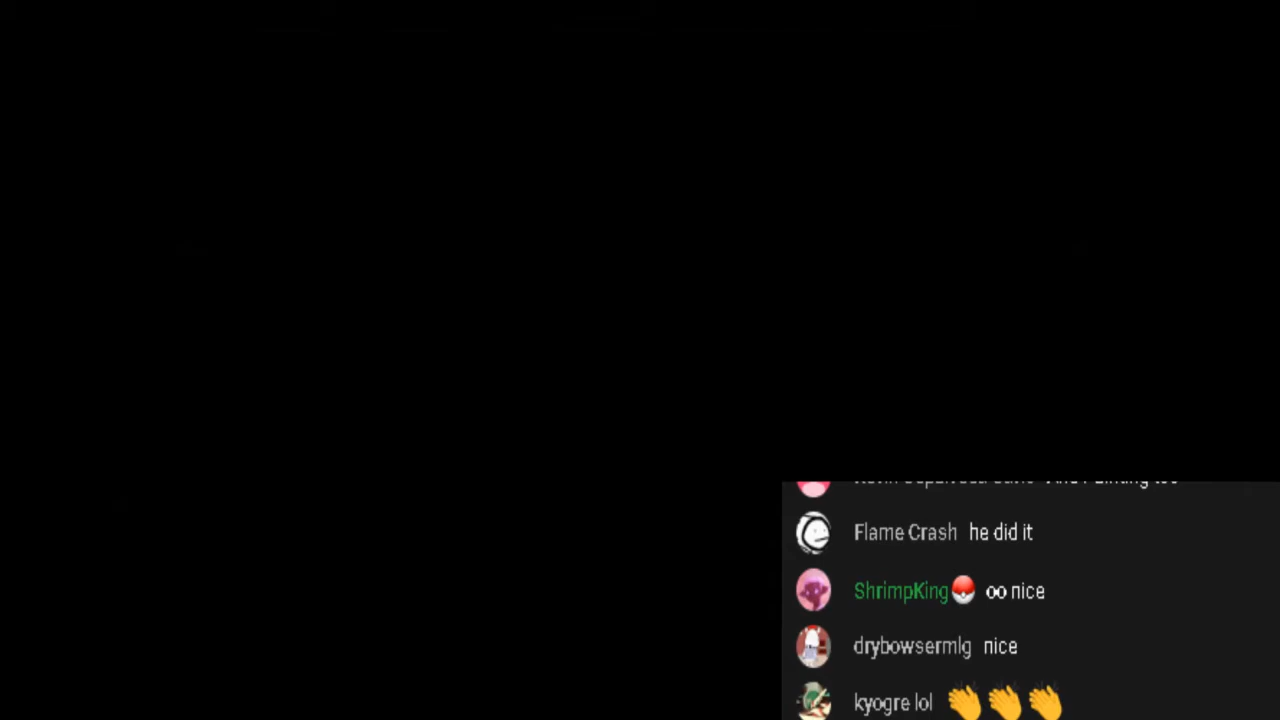 Flame Crash he did it
ShrimpKing oo nice
drybowsermlg nice
kyogre lol 👏👏👏